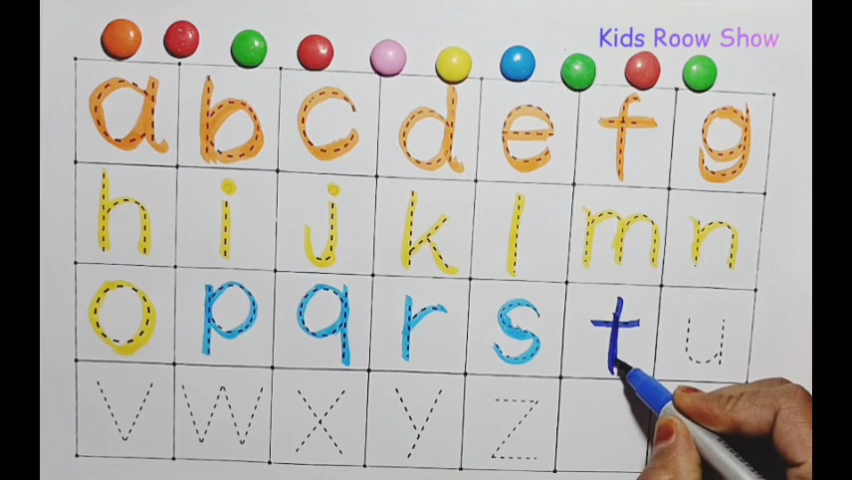 Kids Roow Show
a b c d e f g
h i j k l m n
o p q r s t u
v w x y z